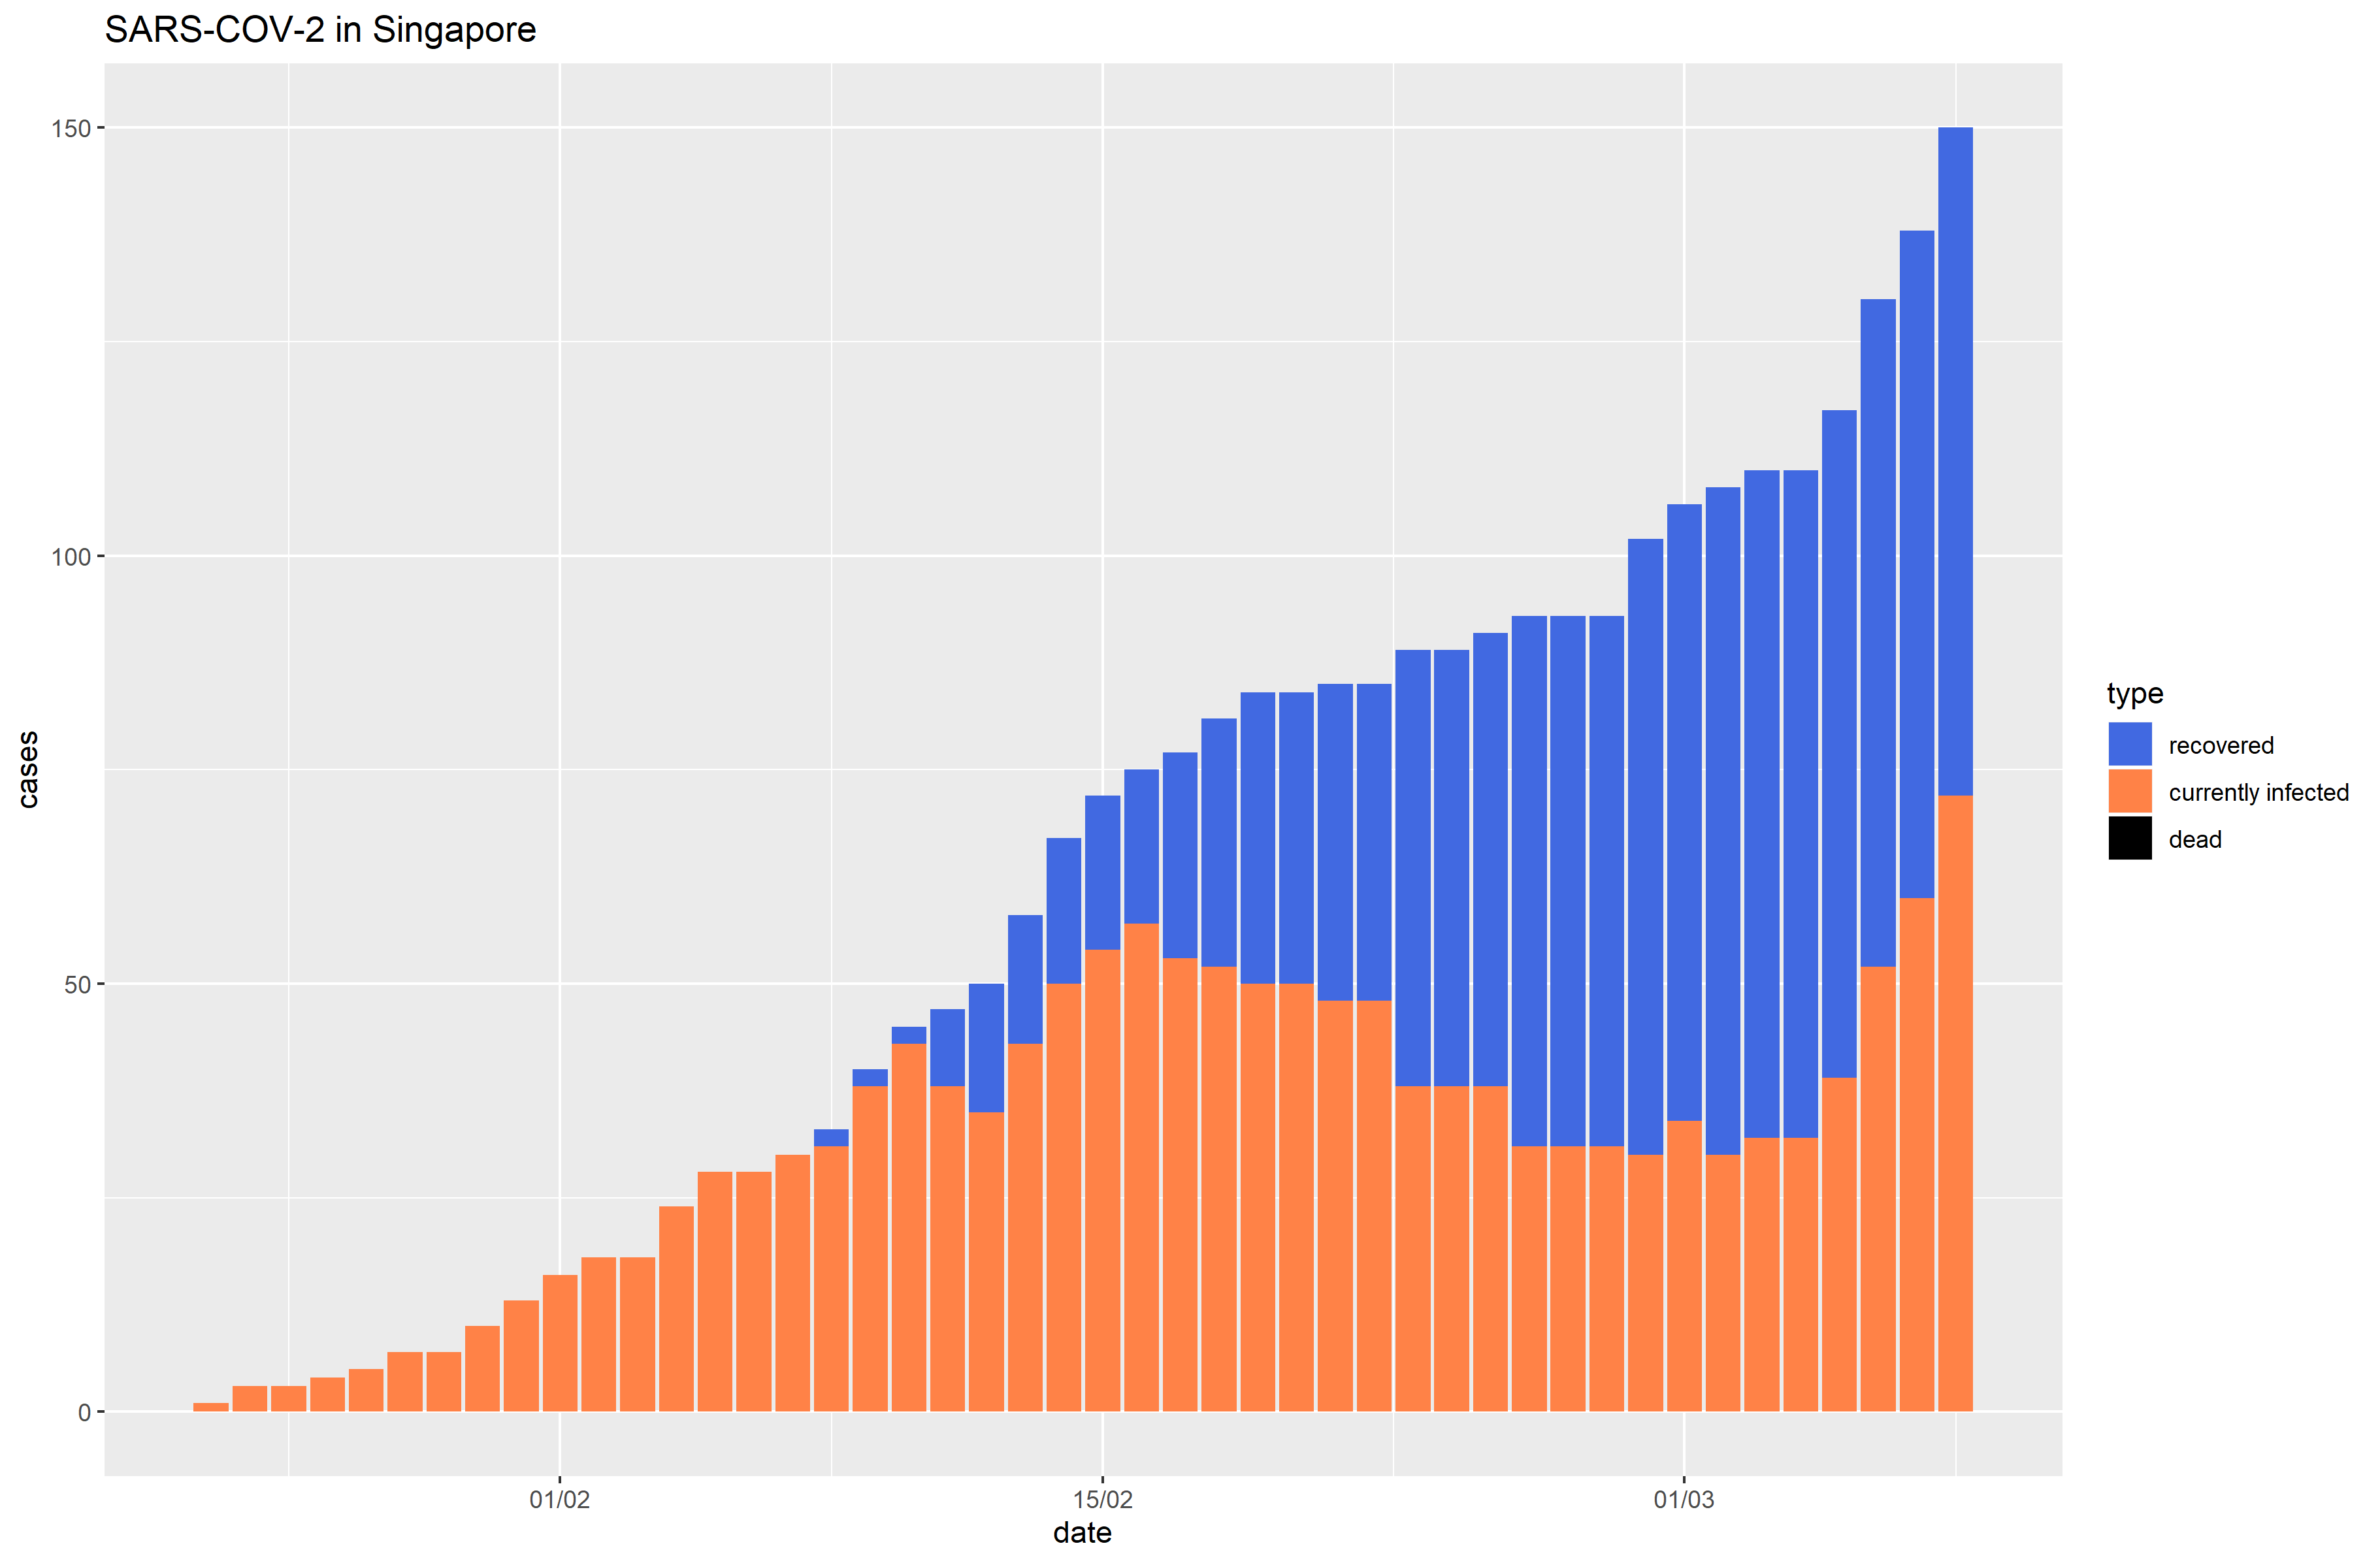 SARS-COV-2 in Singapore
150
100
50
0
cases
01/02 15/02 01/03
date
type
recovered
currently infected
dead